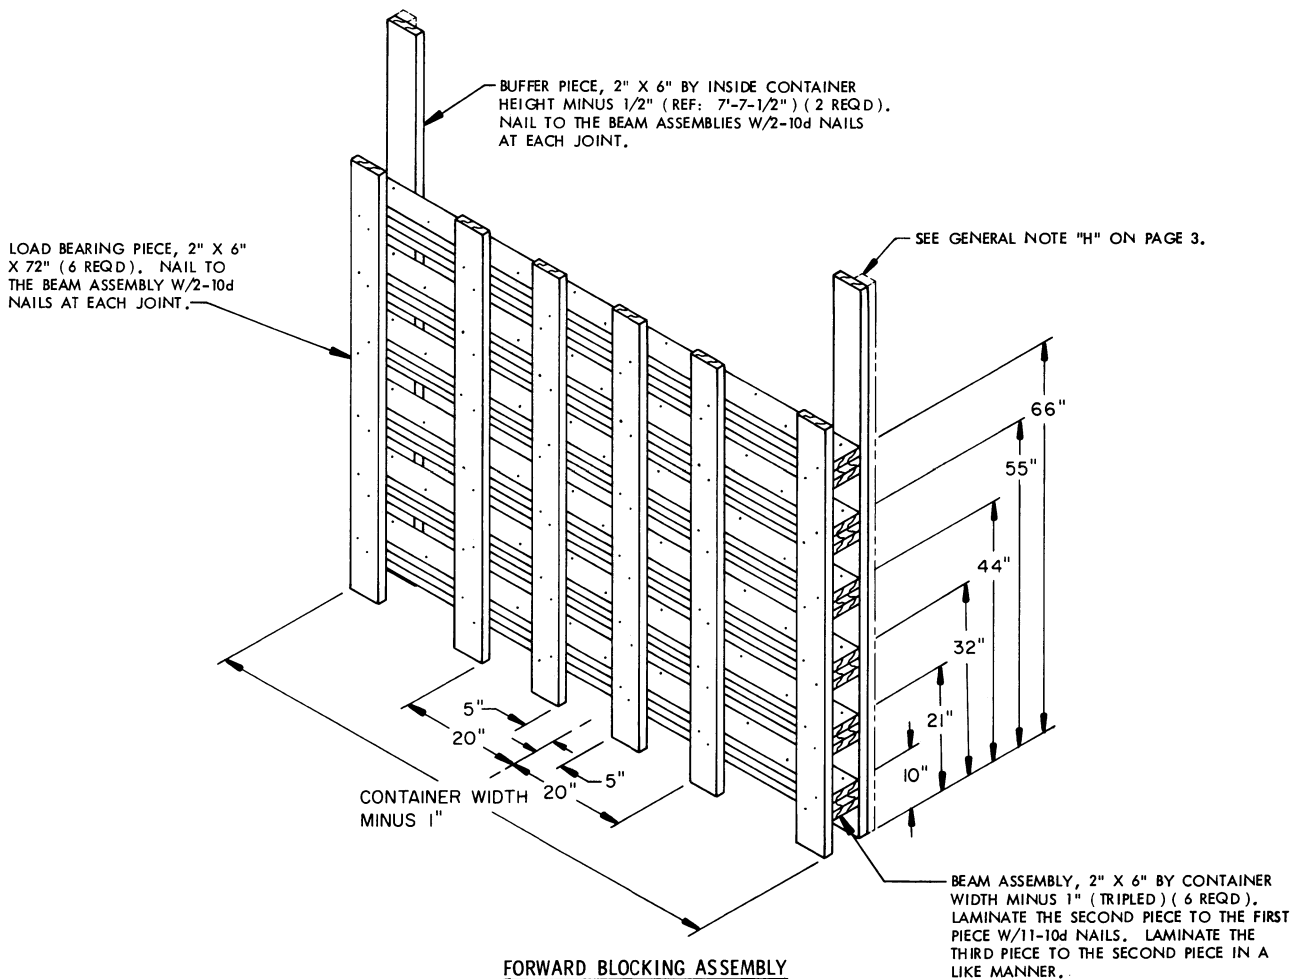 BUFFER PIECE, 2" X 6" BY INSIDE CONTAINER
HEIGHT MINUS 1/2" (REF: 7'-7-1/2") (2 REQD).
NAIL TO THE BEAM ASSEMBLIES W/2-10d NAILS
AT EACH JOINT.
LOAD BEARING PIECE, 2" X 6"
X 72" (6 REQD). NAIL TO
THE BEAM ASSEMBLY W/2-10d
NAILS AT EACH JOINT.
SEE GENERAL NOTE "H" ON PAGE 3.
66"
55"
44"
32"
21"
10"
5"
20"
5"
20"
CONTAINER WIDTH
MINUS 1"
BEAM ASSEMBLY, 2" X 6" BY CONTAINER
WIDTH MINUS 1" (TRIPLED) (6 REQD).
LAMINATE THE SECOND PIECE TO THE FIRST
PIECE W/11-10d NAILS. LAMINATE THE
THIRD PIECE TO THE SECOND PIECE IN A
LIKE MANNER.
FORWARD BLOCKING ASSEMBLY